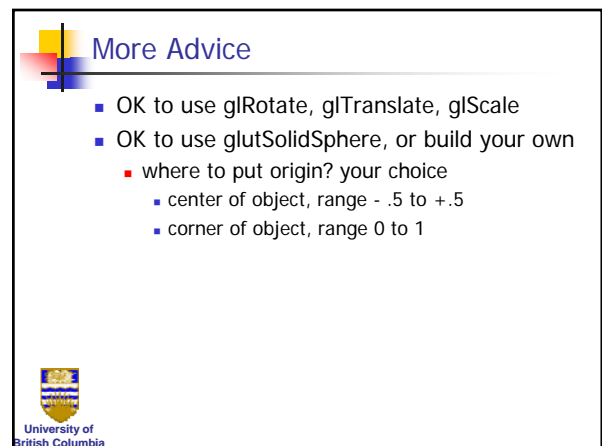 More Advice
OK to use glRotate, glTranslate, glScale
OK to use glutSolidSphere, or build your own
where to put origin? your choice
center of object, range - .5 to +.5
corner of object, range 0 to 1
University of
British Columbia